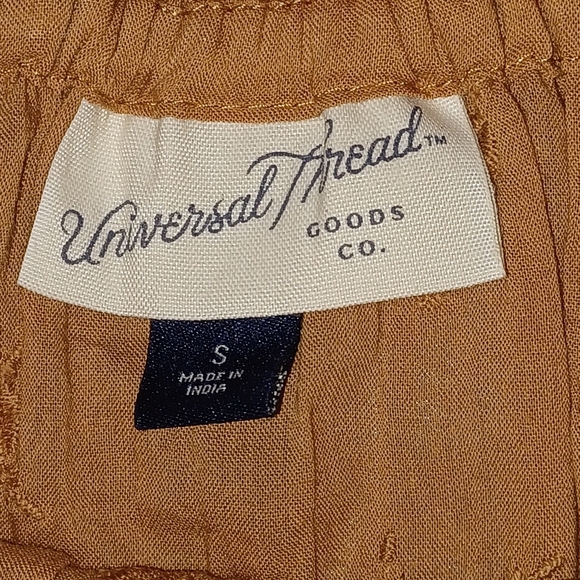 Universal Thread™
GOODS
CO.
S
MADE IN
INDIA